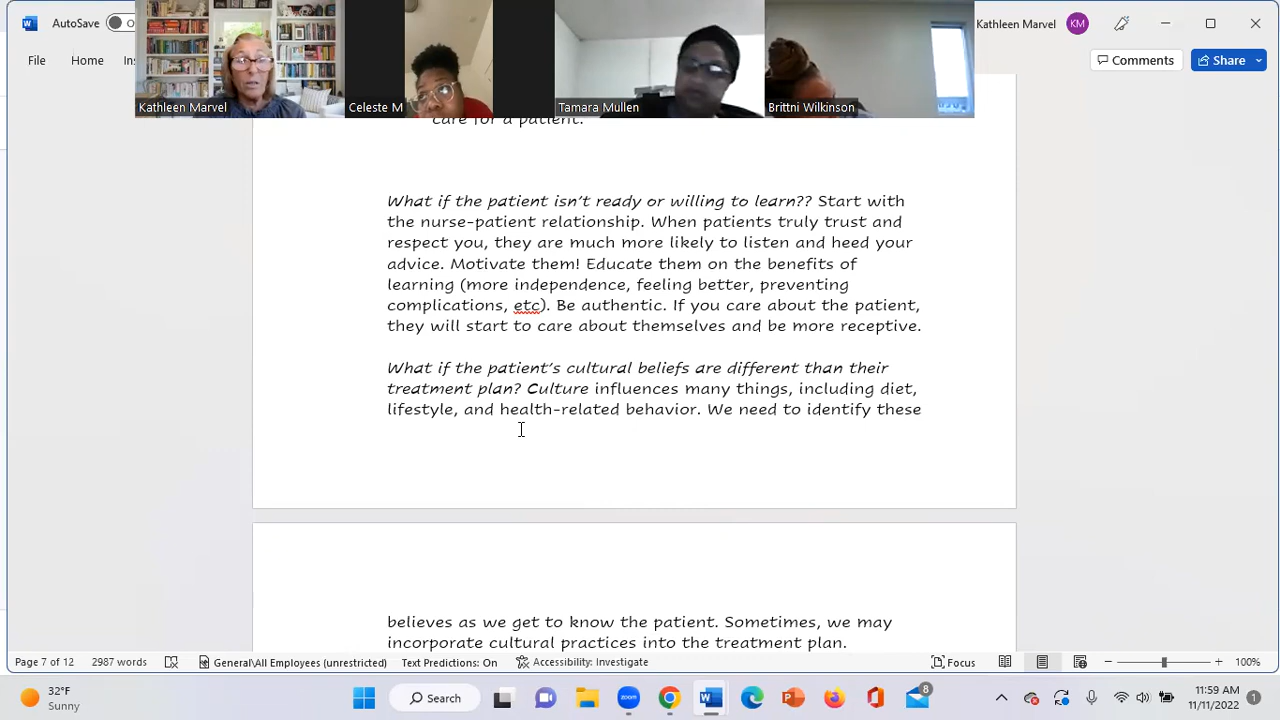 AutoSave
Kathleen Marvel KM
File Home
Comments Share
Kathleen Marvel Celeste M Tamara Mullen Brittni Wilkinson
care for a patient.
What if the patient isn't ready or willing to learn?? Start with
the nurse-patient relationship. When patients truly trust and
respect you, they are much more likely to listen and heed your
advice. Motivate them! Educate them on the benefits of
learning (more independence, feeling better, preventing
complications, etc). Be authentic. If you care about the patient,
they will start to care about themselves and be more receptive.
What if the patient's cultural beliefs are different than their
treatment plan? Culture influences many things, including diet,
lifestyle, and health-related behavior. We need to identify these
believes as we get to know the patient. Sometimes, we may
incorporate cultural practices into the treatment plan.
Page 7 of 12 2987 words General\All Employees (unrestricted) Text Predictions: On Accessibility: Investigate Focus 100%
32°F
Sunny
Search
zoom
8
11:59 AM
11/11/2022
1